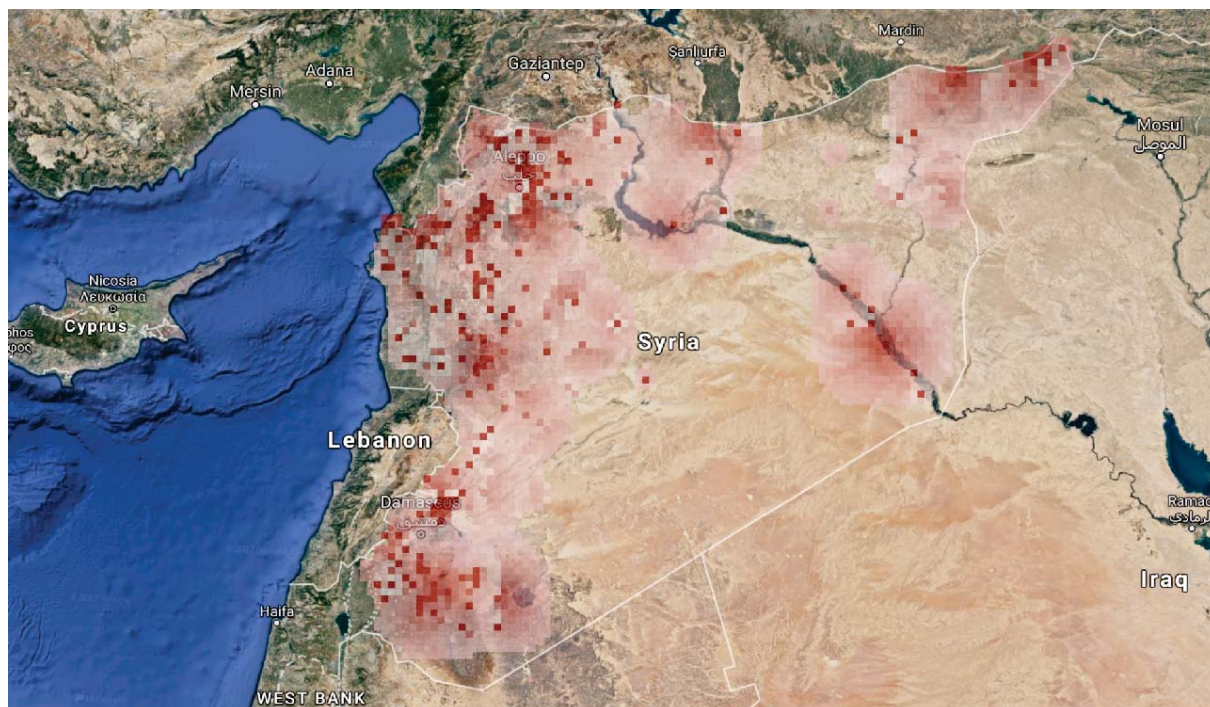 Mardin
Şanlıurfa
Gaziantep
Adana
Mersin
Mosul
الموصل
Aleppo
حلب
Nicosia
Λευκωσία
Cyprus
Syria
Lebanon
Damascus
دمشق
Iraq
Haifa
WEST BANK